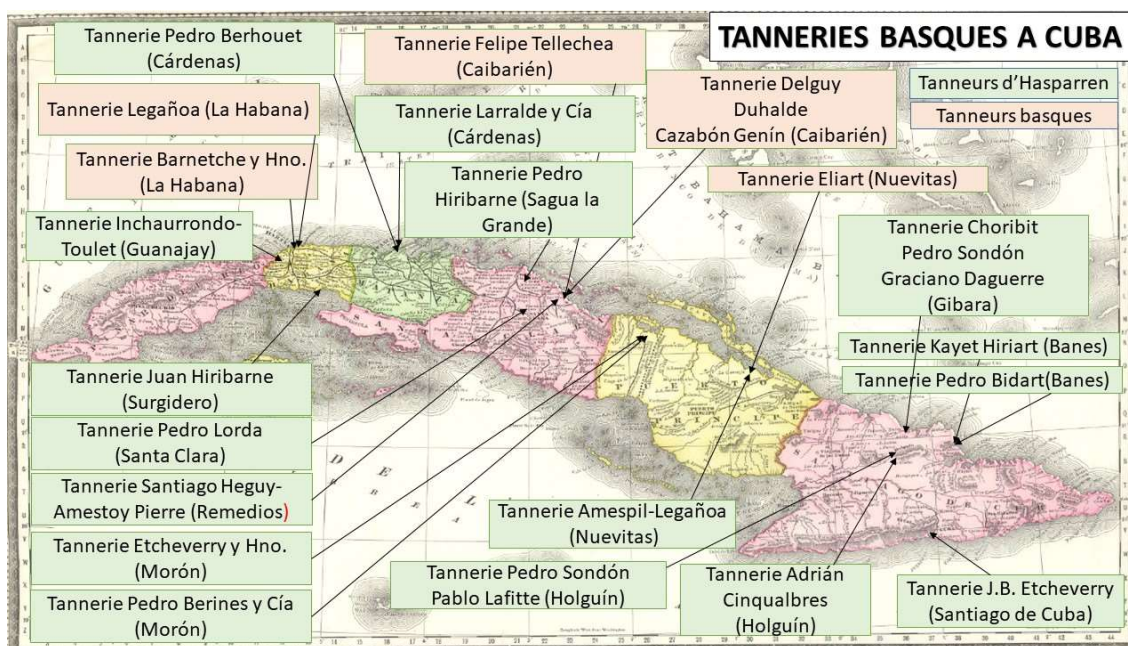 TANNERIES BASQUES A CUBA
Tanneurs d’Hasparren
Tanneurs basques
Tannerie Pedro Berhouet
(Cárdenas)
Tannerie Felipe Tellechea
(Caibarién)
Tannerie Delguy
Duhalde
Cazabón Genín (Caibarién)
Tannerie Legañoa (La Habana)
Tannerie Larralde y Cía
(Cárdenas)
Tannerie Barnetche y Hno.
(La Habana)
Tannerie Pedro
Hiribarne (Sagua la
Grande)
Tannerie Eliart (Nuevitas)
Tannerie Inchaurrondo-
Toulet (Guanajay)
Tannerie Choribit
Pedro Sondón
Graciano Daguerre
(Gibara)
Tannerie Kayet Hiriart (Banes)
Tannerie Pedro Bidart(Banes)
Tannerie Juan Hiribarne
(Surgidero)
Tannerie Pedro Lorda
(Santa Clara)
Tannerie Santiago Heguy-
Amestoy Pierre (Remedios)
Tannerie Amespil-Legañoa
(Nuevitas)
Tannerie Etcheverry y Hno.
(Morón)
Tannerie Pedro Sondón
Pablo Lafitte (Holguín)
Tannerie Adrián
Cinqualbres
(Holguín)
Tannerie J.B. Etcheverry
(Santiago de Cuba)
Tannerie Pedro Berines y Cía
(Morón)
PUERTO
PRINCIPE